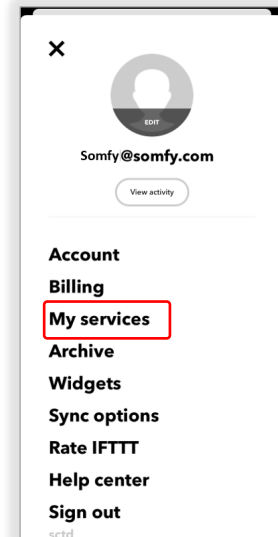 ×
EDIT
Somfy@somfy.com
View activity
Account
Billing
My services
Archive
Widgets
Sync options
Rate IFTTT
Help center
Sign out
sctd